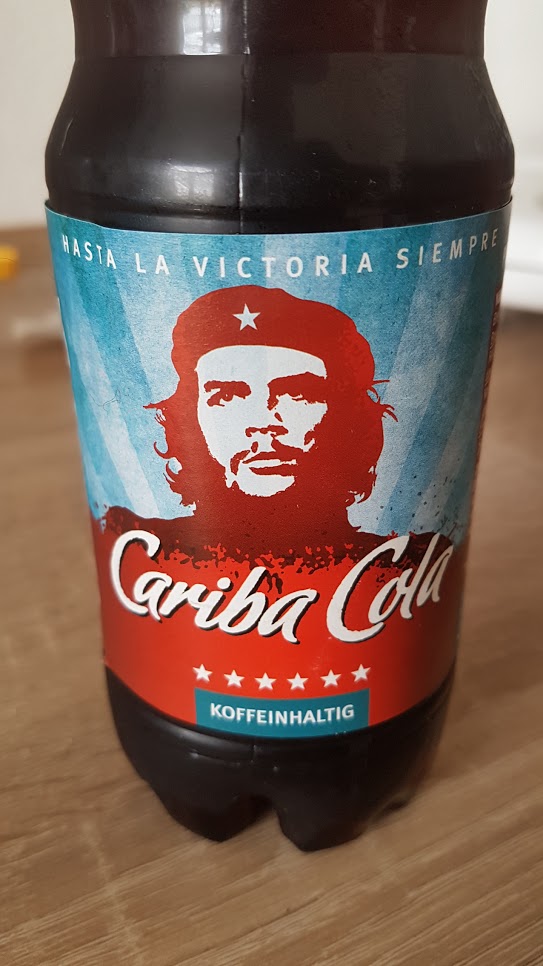 HASTA LA VICTORIA SIEMPRE
Cariba Cola
KOFFEINHALTIG